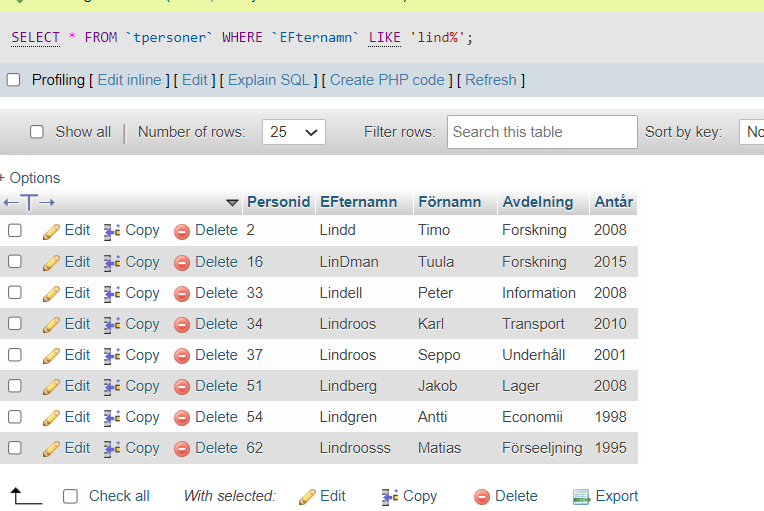 SELECT * FROM `tpersoner` WHERE `EFternamn` LIKE 'lind%';
Profiling [ Edit inline ] [ Edit ] [ Explain SQL ] [ Create PHP code ] [ Refresh ]
Show all | Number of rows: 25 Filter rows: Search this table Sort by key: No
+ Options
←T→ Personid EFternamn Förnamn Avdelning Antår
Edit Copy Delete 2 Lindd Timo Forskning 2008
Edit Copy Delete 16 LinDman Tuula Forskning 2015
Edit Copy Delete 33 Lindell Peter Information 2008
Edit Copy Delete 34 Lindroos Karl Transport 2010
Edit Copy Delete 37 Lindroos Seppo Underhåll 2001
Edit Copy Delete 51 Lindberg Jakob Lager 2008
Edit Copy Delete 54 Lindgren Antti Economii 1998
Edit Copy Delete 62 Lindroosss Matias Förseeljning 1995
Check all With selected: Edit Copy Delete Export